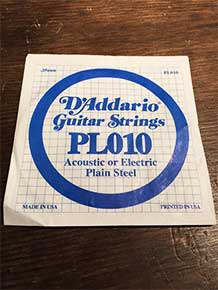 PL010
D'Addario
Guitar Strings
PL010
Acoustic or Electric
Plain Steel
MADE IN USA
PRINTED IN USA